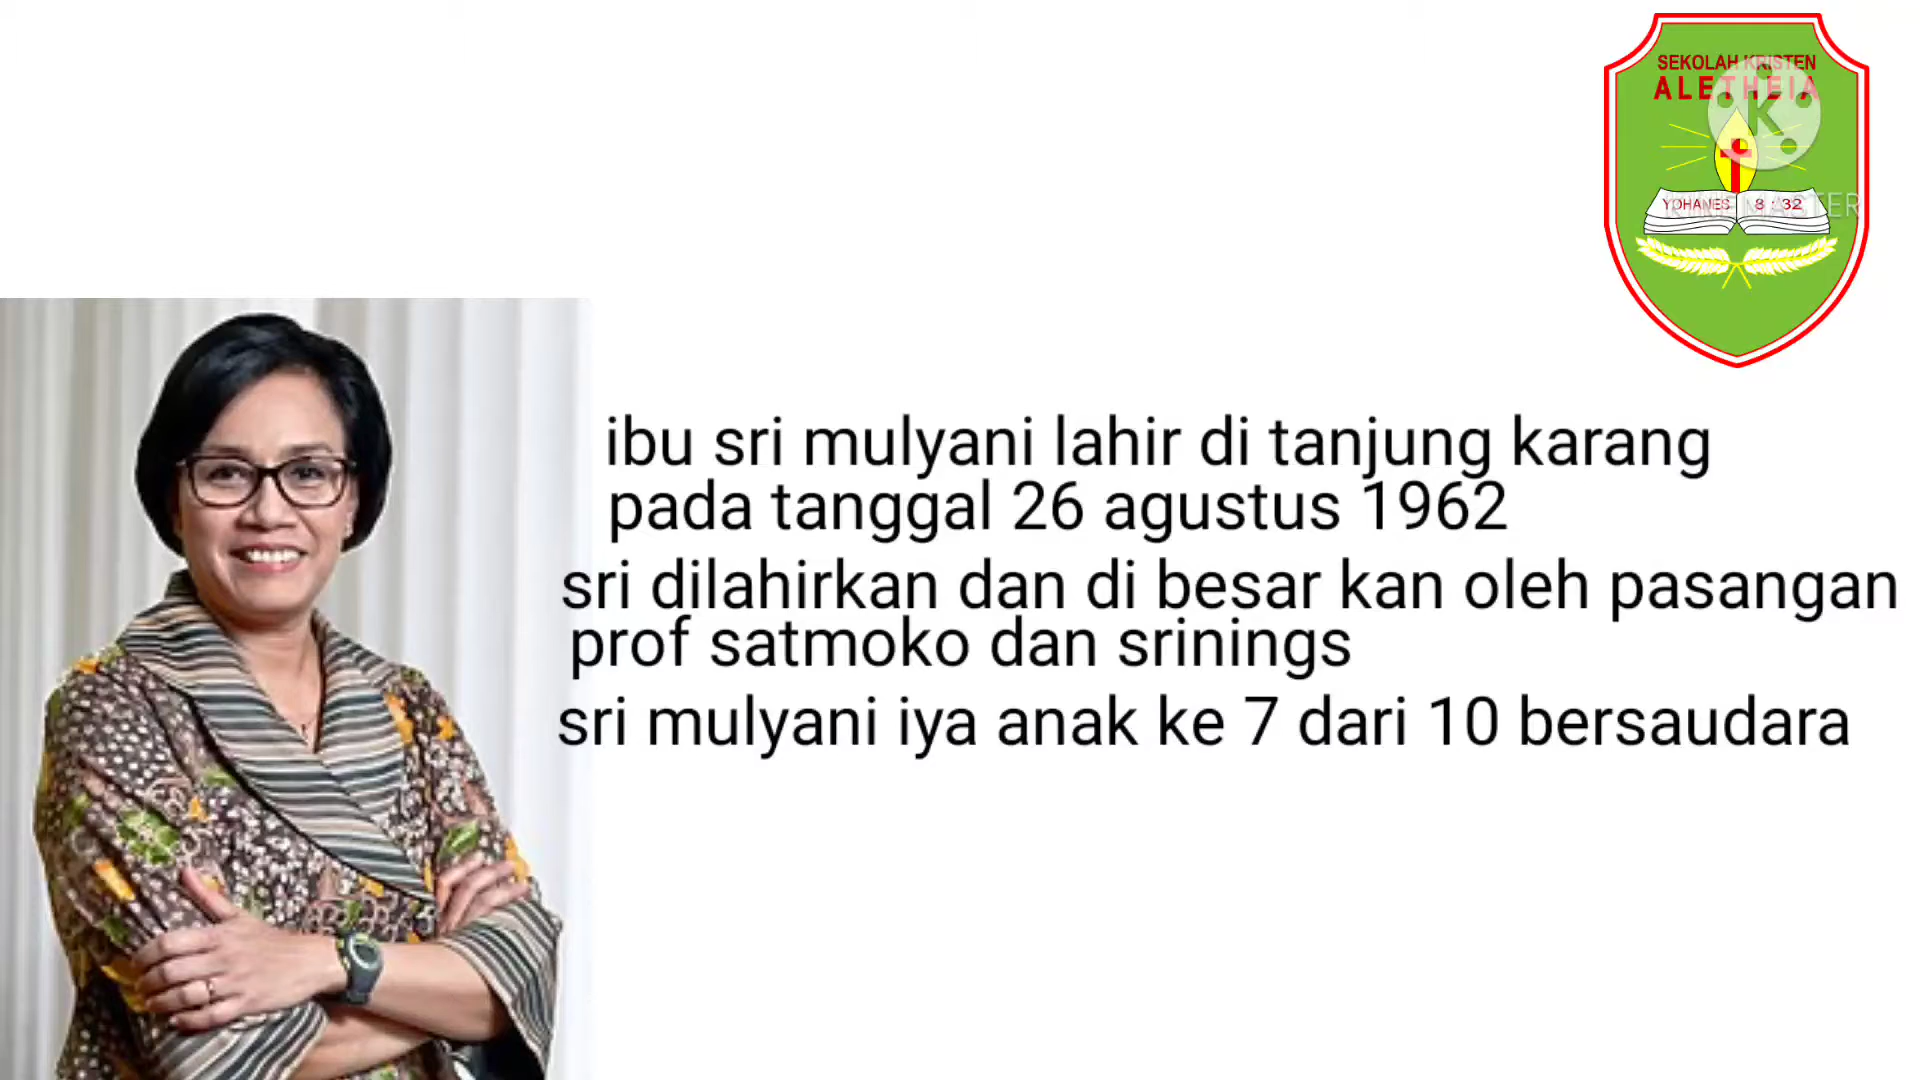 SEKOLAH KRISTEN
ALETHEIA
K
YOHANES 8 : 32
KINEMASTER
ibu sri mulyani lahir di tanjung karang
pada tanggal 26 agustus 1962
sri dilahirkan dan di besar kan oleh pasangan
prof satmoko dan srinings
sri mulyani iya anak ke 7 dari 10 bersaudara